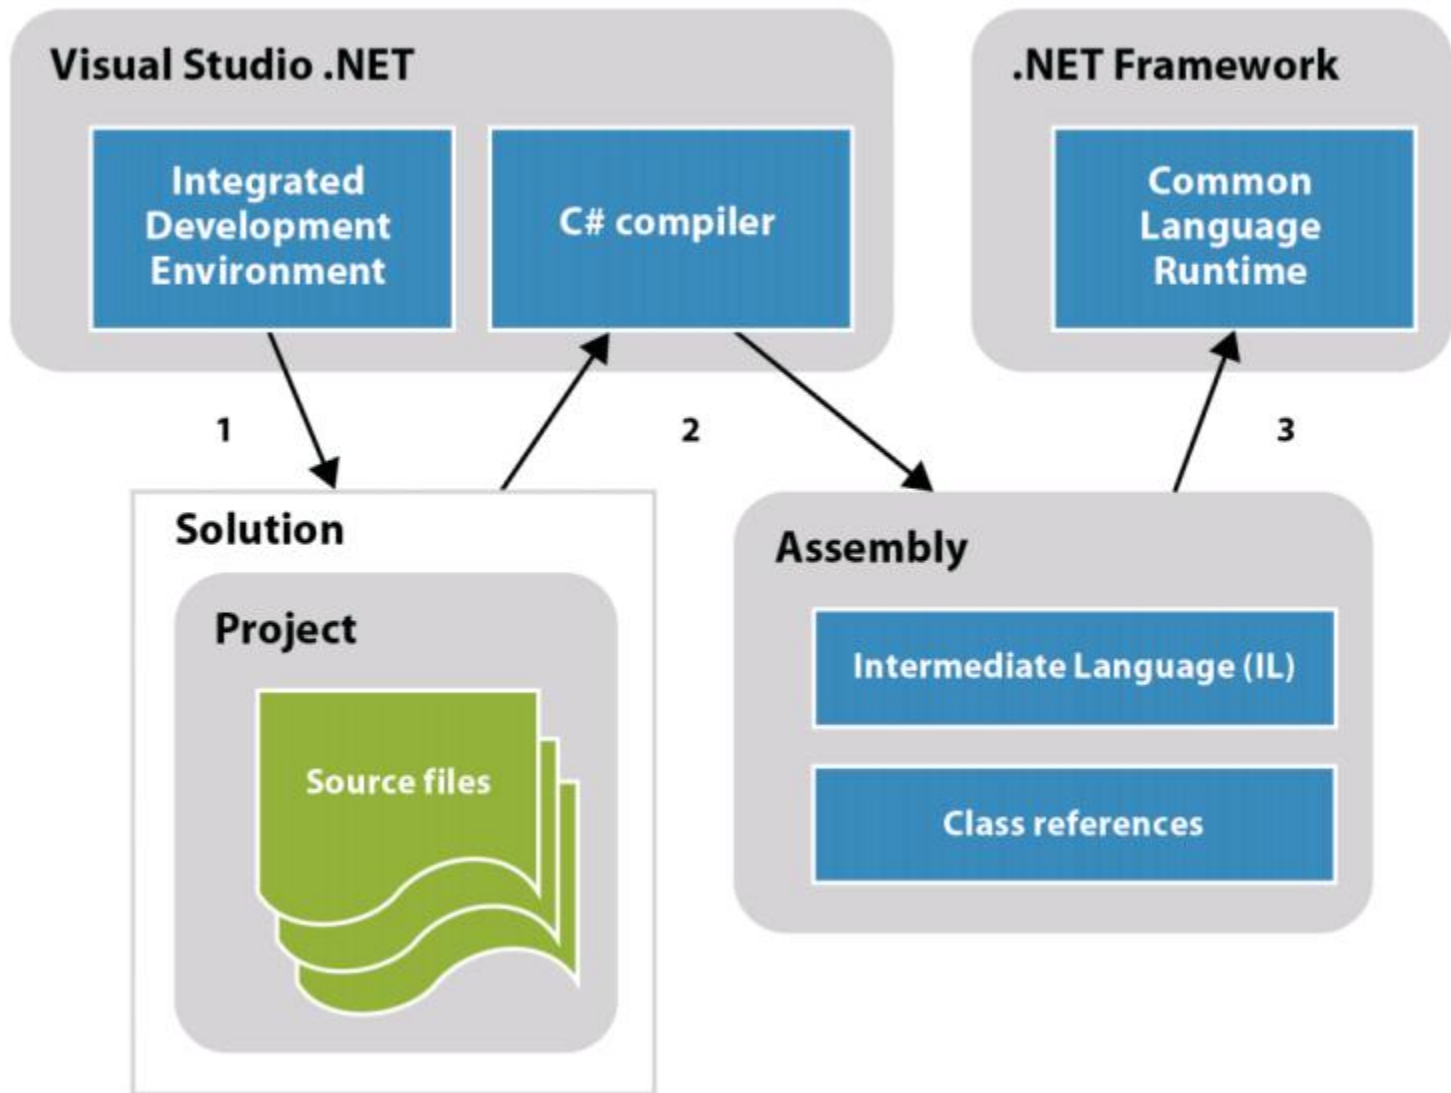 Visual Studio .NET
Integrated
Development
Environment
C# compiler
.NET Framework
Common
Language
Runtime
1
2
3
Solution
Project
Source files
Assembly
Intermediate Language (IL)
Class references